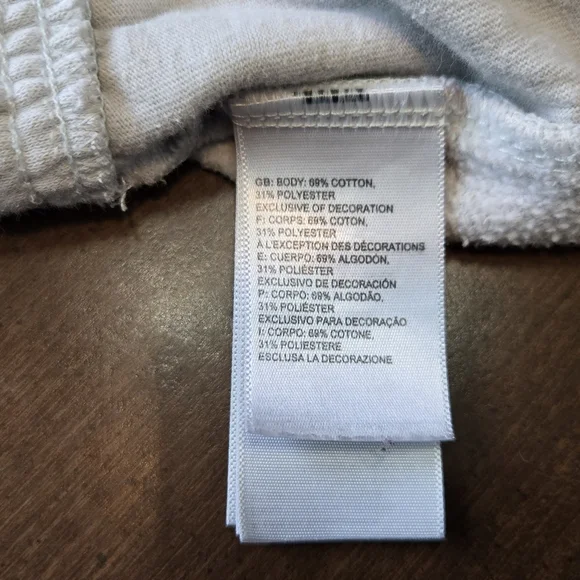 GB: BODY: 69% COTTON,
31% POLYESTER
EXCLUSIVE OF DECORATION
F: CORPS: 69% COTON,
31% POLYESTER
À L'EXCEPTION DES DÉCORATIONS
E: CUERPO: 69% ALGODÓN,
31% POLIÉSTER
EXCLUSIVO DE DECORACIÓN
P: CORPO: 69% ALGODÃO,
31% POLIÉSTER
EXCLUSIVO PARA DECORAÇÃO
I: CORPO: 69% COTONE,
31% POLIESTERE
ESCLUSA LA DECORAZIONE